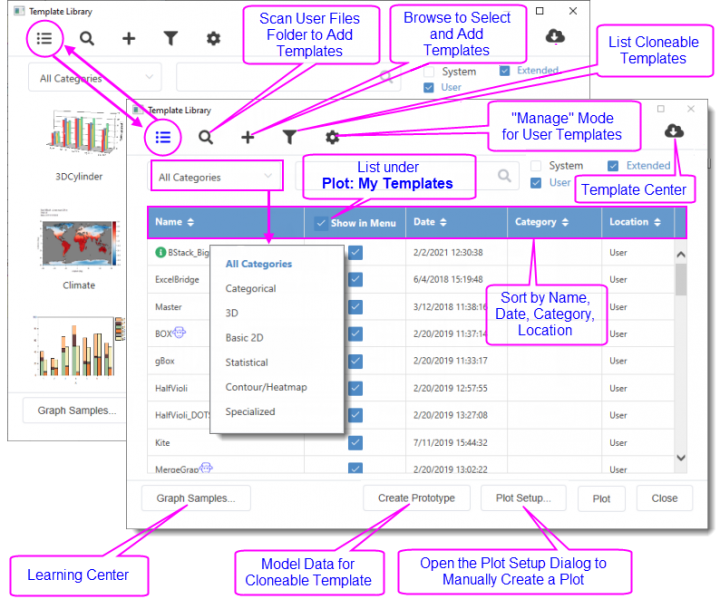 Template Library
Scan User Files
Folder to Add
Templates
Browse to Select
and Add
Templates
List Cloneable
Templates
All Categories
System
Extended
User
3DCylinder
Climate
Graph Samples...
Template Library
"Manage" Mode
for User Templates
All Categories
List under
Plot: My Templates
System
Extended
User
Template Center
Name
Show in Menu
Date
Category
Location
BStack_Big
2/2/2021 12:30:38
User
ExcelBridge
6/4/2018 15:19:48
User
Master
3/12/2018 11:38:16
User
BOX
2/20/2019 11:37:14
User
gBox
2/20/2019 11:33:17
User
HalfVioli
2/20/2019 12:57:55
User
HalfVioli_DOTS
2/20/2019 13:27:08
User
Kite
7/11/2019 15:44:32
User
MergeGrap
2/20/2019 13:02:22
User
All Categories
Categorical
3D
Basic 2D
Statistical
Contour/Heatmap
Specialized
Sort by Name,
Date, Category,
Location
Graph Samples...
Create Prototype
Plot Setup...
Plot
Close
Learning Center
Model Data for
Cloneable Template
Open the Plot Setup Dialog to
Manually Create a Plot